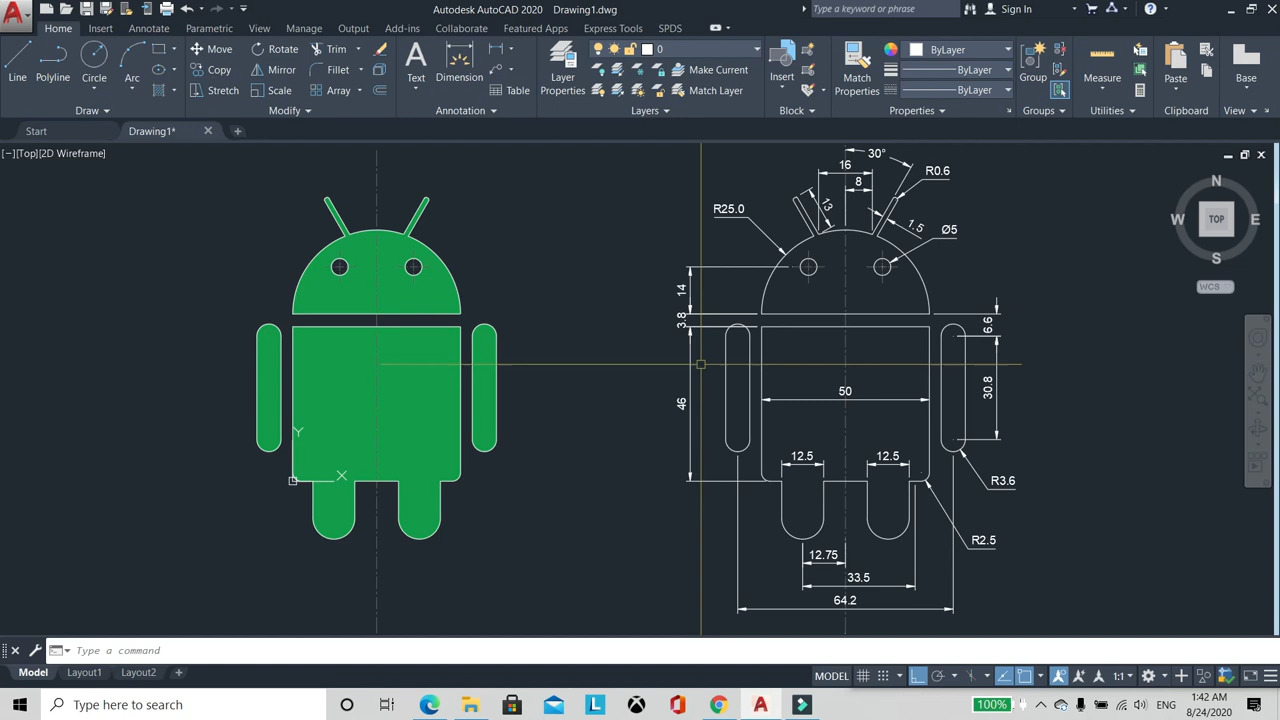 Autodesk AutoCAD 2020 Drawing1.dwg
Type a keyword or phrase
Sign In
Home Insert Annotate Parametric View Manage Output Add-ins Collaborate Featured Apps Express Tools SPDS
Line Polyline Circle Arc
Move Rotate Trim
Copy Mirror Fillet
Stretch Scale Array
Text Dimension Table
Layer Properties
0
Make Current
Match Layer
Insert
Match Properties
ByLayer
ByLayer
ByLayer
Group
Measure
Paste
Base
Draw Modify Annotation Layers Block Properties Groups Utilities Clipboard View
Start Drawing1*
[−][Top][2D Wireframe]
N
W TOP E
S
WCS
30°
16
8
R0.6
13
R25.0
1.5
Ø5
14
3.8
6.6
30.8
46
50
12.5 12.5
R3.6
R2.5
12.75
33.5
64.2
Y
X
Type a command
Model Layout1 Layout2
MODEL
1:1
Type here to search
L
A
100%
ENG
1:42 AM
8/24/2020